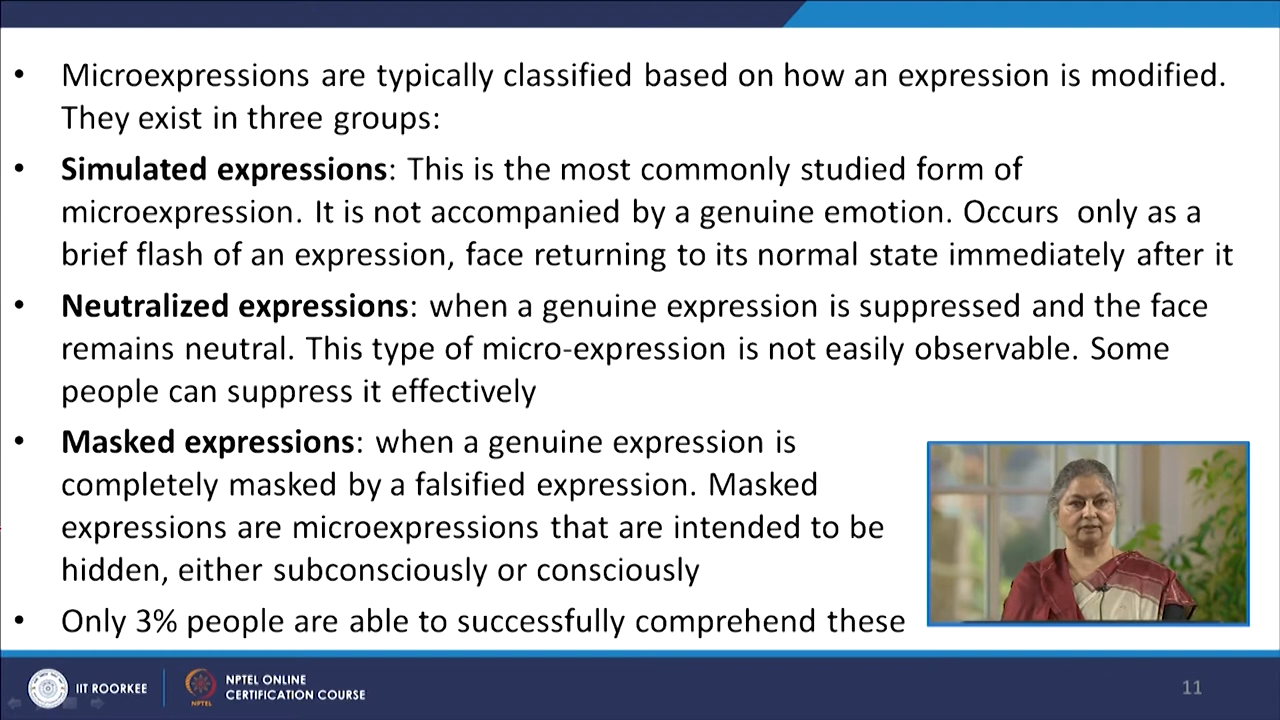 • Microexpressions are typically classified based on how an expression is modified.
They exist in three groups:
• Simulated expressions: This is the most commonly studied form of
microexpression. It is not accompanied by a genuine emotion. Occurs  only as a
brief flash of an expression, face returning to its normal state immediately after it
• Neutralized expressions: when a genuine expression is suppressed and the face
remains neutral. This type of micro-expression is not easily observable. Some
people can suppress it effectively
• Masked expressions: when a genuine expression is
completely masked by a falsified expression. Masked
expressions are microexpressions that are intended to be
hidden, either subconsciously or consciously
• Only 3% people are able to successfully comprehend these
IIT ROORKEE
NPTEL
NPTEL ONLINE
CERTIFICATION COURSE
11